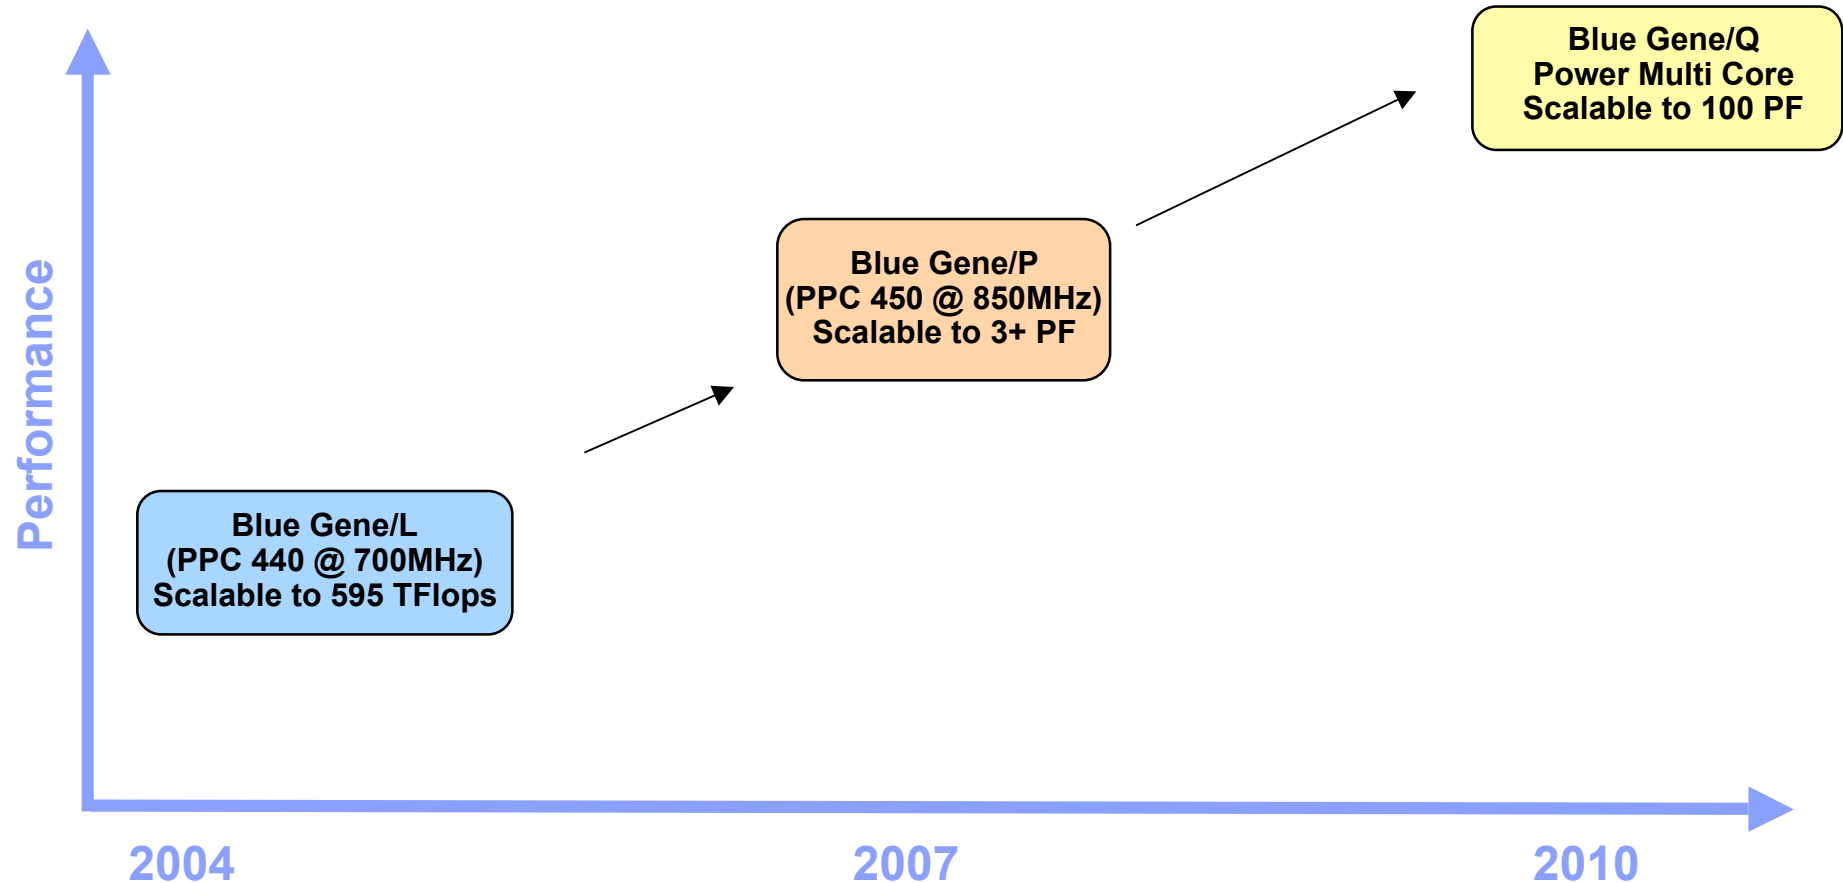 Blue Gene/Q
Power Multi Core
Scalable to 100 PF
Blue Gene/P
(PPC 450 @ 850MHz)
Scalable to 3+ PF
Performance
Blue Gene/L
(PPC 440 @ 700MHz)
Scalable to 595 TFlops
2004
2007
2010